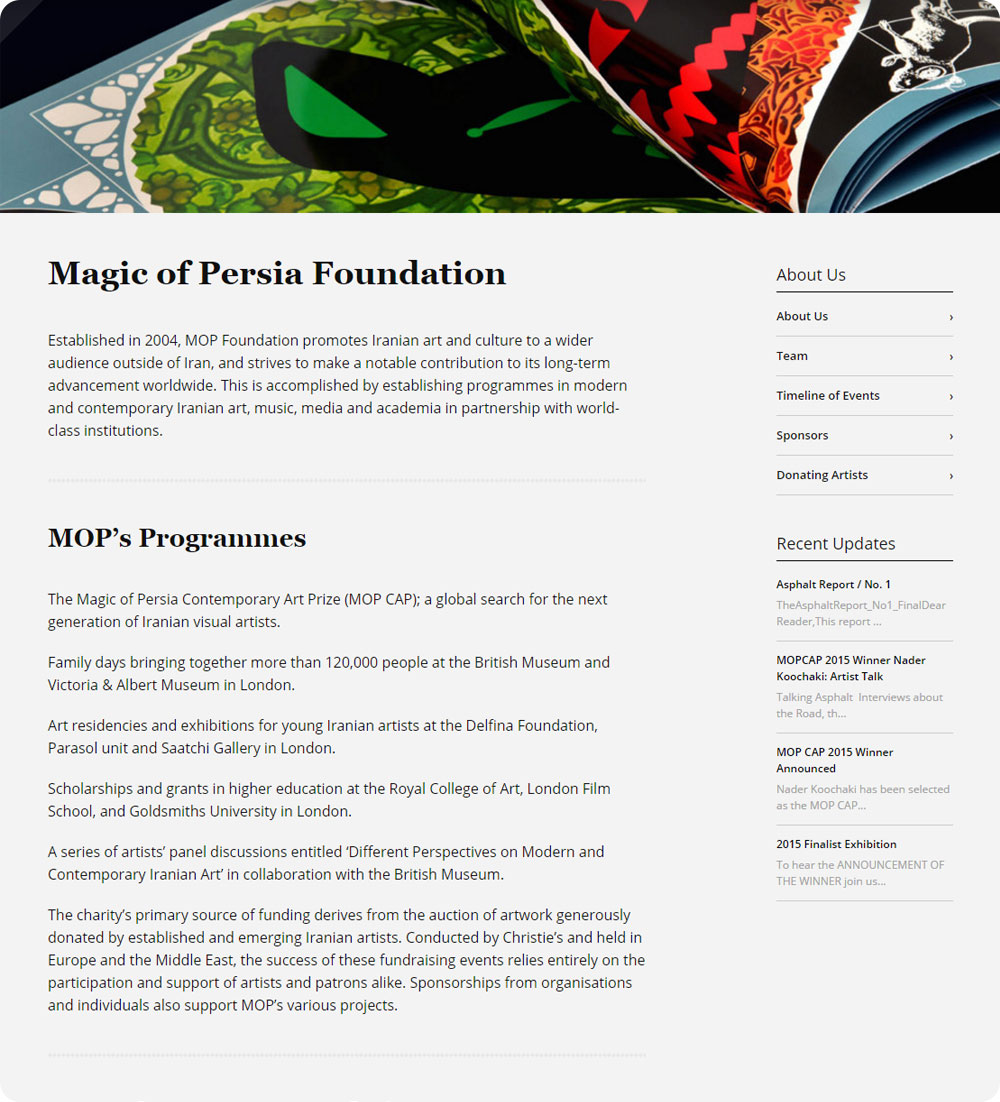 Magic of Persia Foundation
Established in 2004, MOP Foundation promotes Iranian art and culture to a wider
audience outside of Iran, and strives to make a notable contribution to its long-term
advancement worldwide. This is accomplished by establishing programmes in modern
and contemporary Iranian art, music, media and academia in partnership with world-
class institutions.
MOP’s Programmes
The Magic of Persia Contemporary Art Prize (MOP CAP); a global search for the next
generation of Iranian visual artists.
Family days bringing together more than 120,000 people at the British Museum and
Victoria & Albert Museum in London.
Art residencies and exhibitions for young Iranian artists at the Delfina Foundation,
Parasol unit and Saatchi Gallery in London.
Scholarships and grants in higher education at the Royal College of Art, London Film
School, and Goldsmiths University in London.
A series of artists’ panel discussions entitled ‘Different Perspectives on Modern and
Contemporary Iranian Art’ in collaboration with the British Museum.
The charity’s primary source of funding derives from the auction of artwork generously
donated by established and emerging Iranian artists. Conducted by Christie’s and held in
Europe and the Middle East, the success of these fundraising events relies entirely on the
participation and support of artists and patrons alike. Sponsorships from organisations
and individuals also support MOP’s various projects.
About Us
About Us ›
Team ›
Timeline of Events ›
Sponsors ›
Donating Artists ›
Recent Updates
Asphalt Report / No. 1
TheAsphaltReport_No1_FinalDear
Reader,This report ...
MOPCAP 2015 Winner Nader
Koochaki: Artist Talk
Talking Asphalt  Interviews about
the Road, th...
MOP CAP 2015 Winner
Announced
Nader Koochaki has been selected
as the MOP CAP...
2015 Finalist Exhibition
To hear the ANNOUNCEMENT OF
THE WINNER join us...